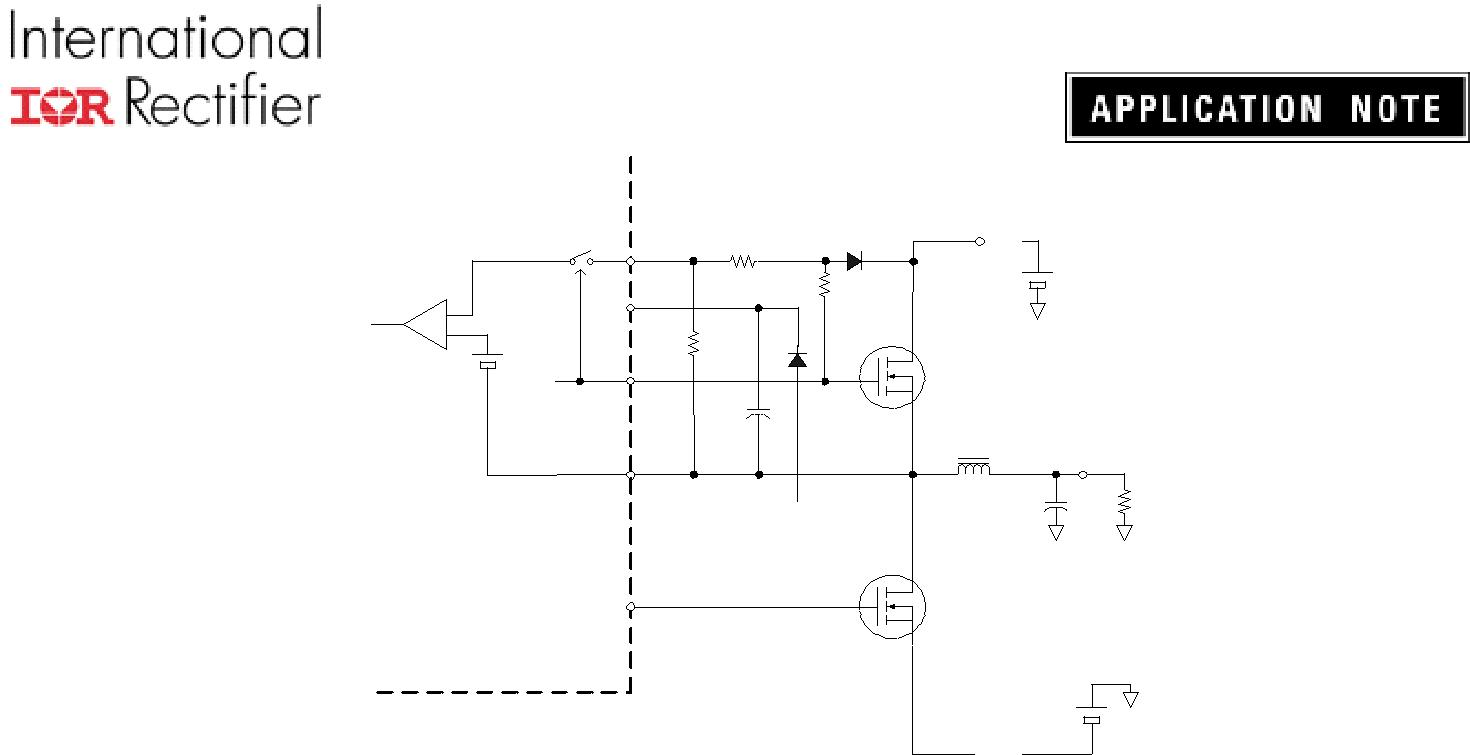 International
IOR Rectifier
APPLICATION NOTE